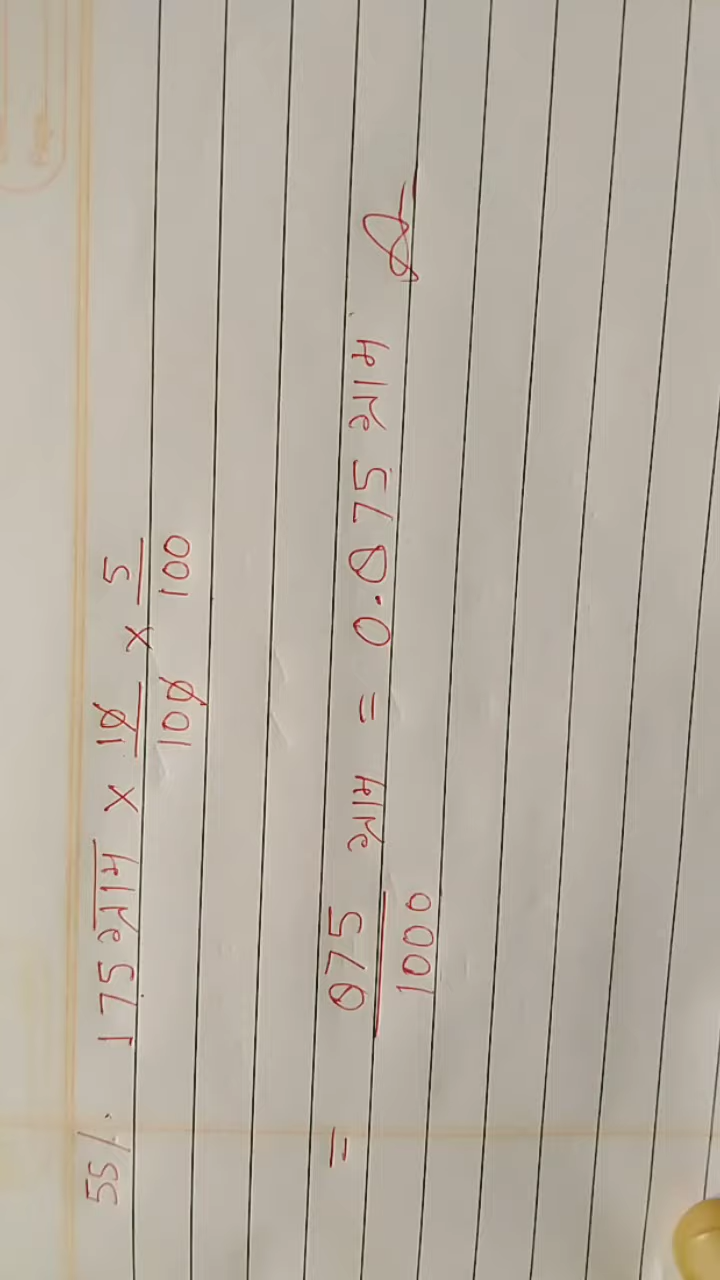 55/. 175 ग्राम × 10/100 × 5/100
= 875/1000 ग्राम = 0.875 ग्राम